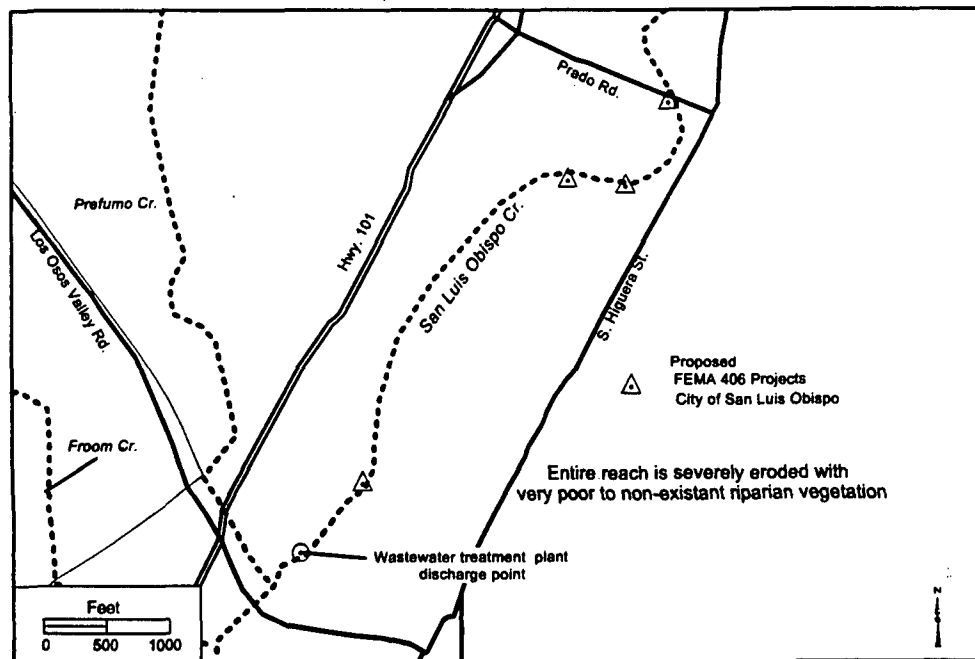 Prado Rd.
Prefumo Cr.
Hwy. 101
San Luis Obispo Cr.
Los Osos Valley Rd.
S. Higuera St.
Proposed
FEMA 406 Projects
City of San Luis Obispo
Froom Cr.
Entire reach is severely eroded with
very poor to non-existant riparian vegetation
Wastewater treatment plant
discharge point
Feet
0 500 1000
N